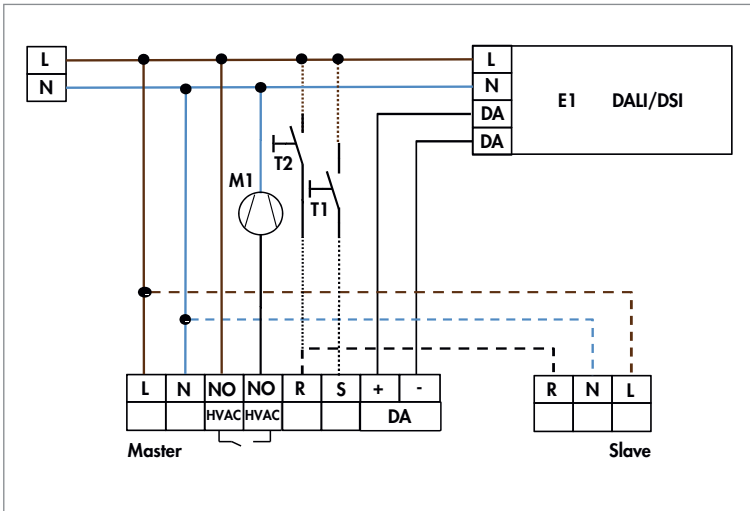 L
N
L
N
DA
DA
E1 DALI/DSI
T2
M1
T1
L N NO NO R S + -
HVAC HVAC DA
R N L
Master
Slave